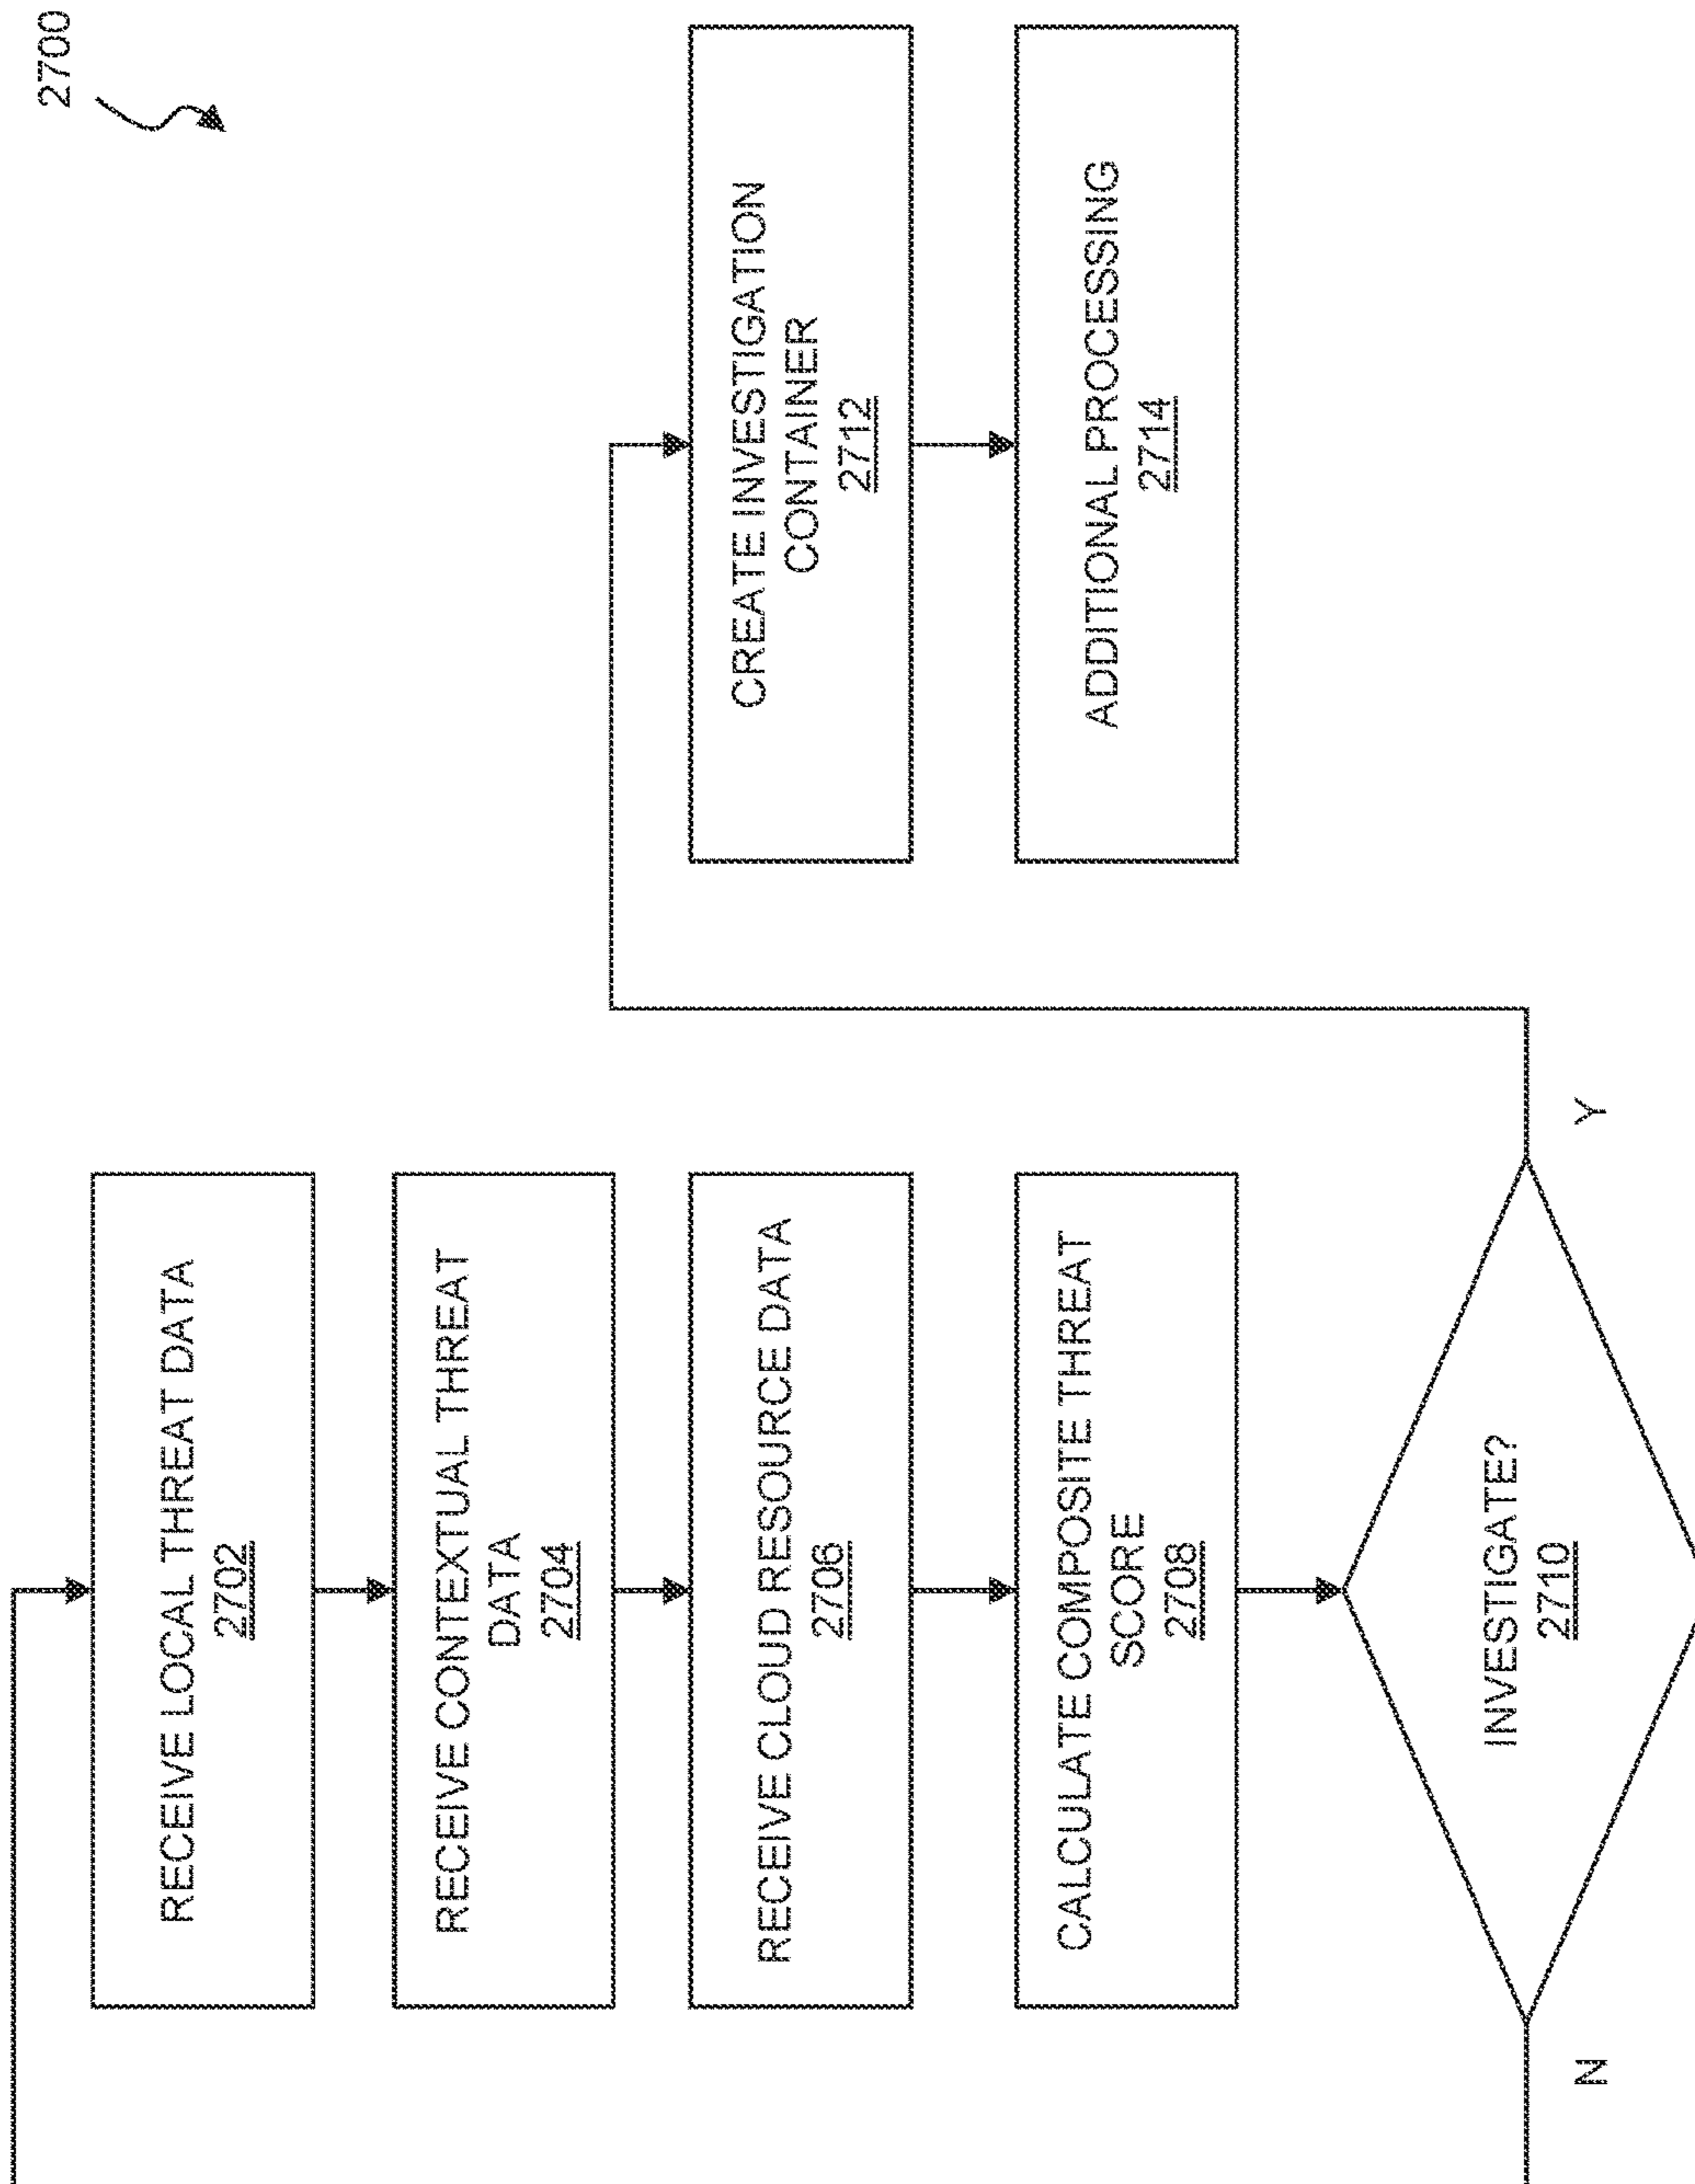 2700
RECEIVE LOCAL THREAT DATA
2702
RECEIVE CONTEXTUAL THREAT
DATA
2704
RECEIVE CLOUD RESOURCE DATA
2706
CALCULATE COMPOSITE THREAT
SCORE
2708
INVESTIGATE?
2710
N
Y
CREATE INVESTIGATION
CONTAINER
2712
ADDITIONAL PROCESSING
2714